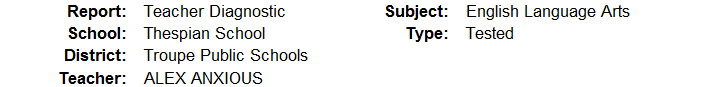 Report: Teacher Diagnostic Subject: English Language Arts
School: Thespian School Type: Tested
District: Troupe Public Schools
Teacher: ALEX ANXIOUS